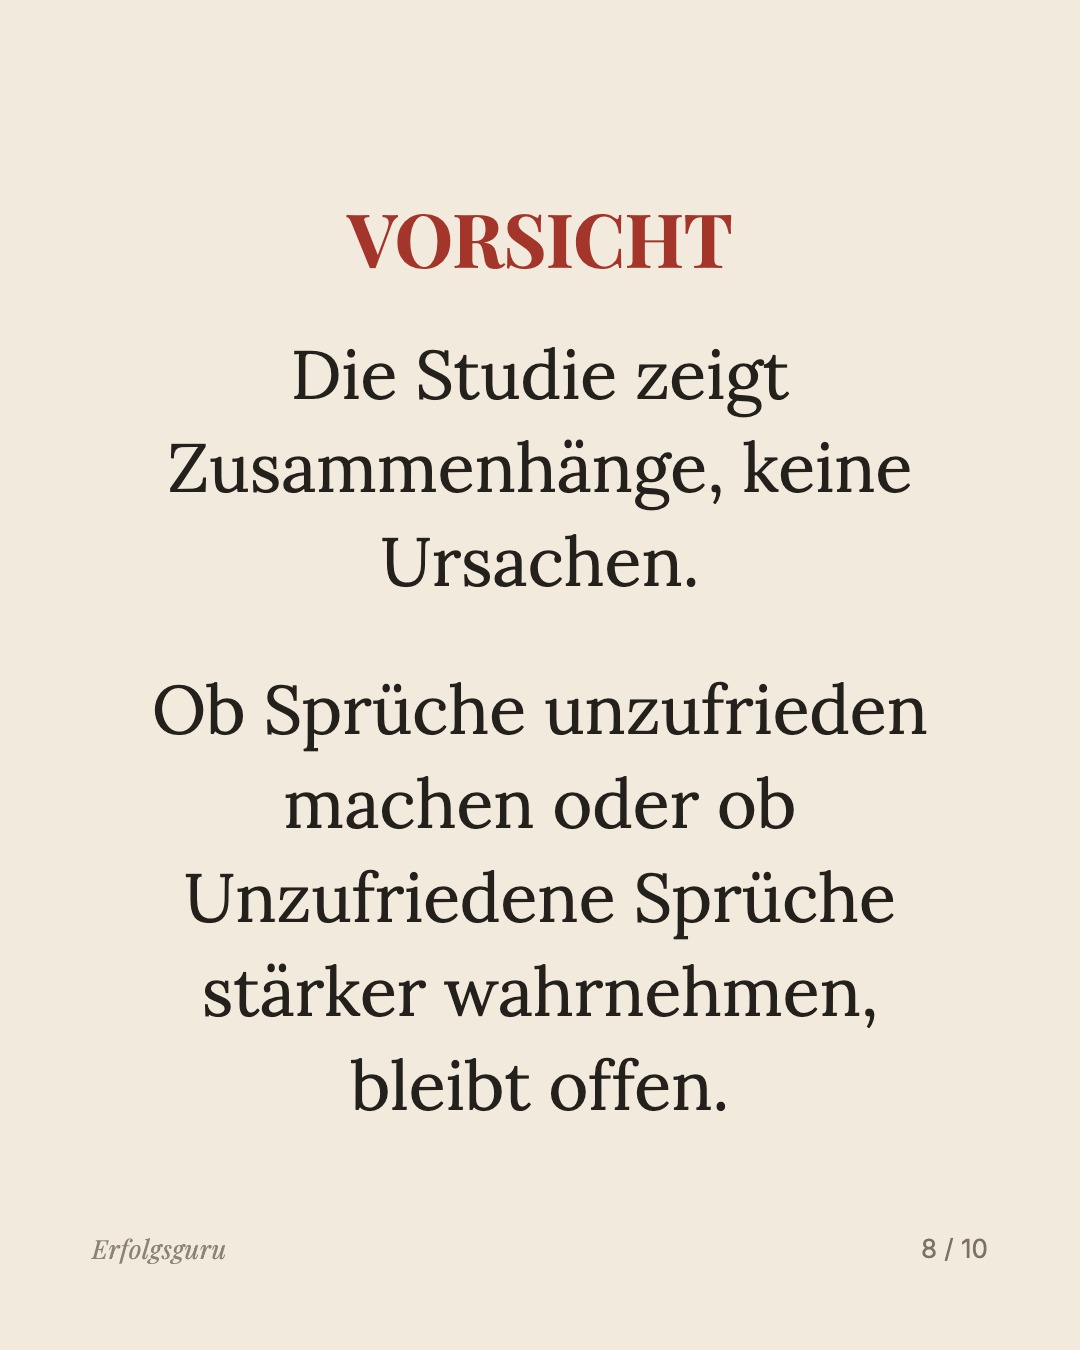 VORSICHT
Die Studie zeigt
Zusammenhänge, keine
Ursachen.
Ob Sprüche unzufrieden
machen oder ob
Unzufriedene Sprüche
stärker wahrnehmen,
bleibt offen.
Erfolgsguru
8 / 10